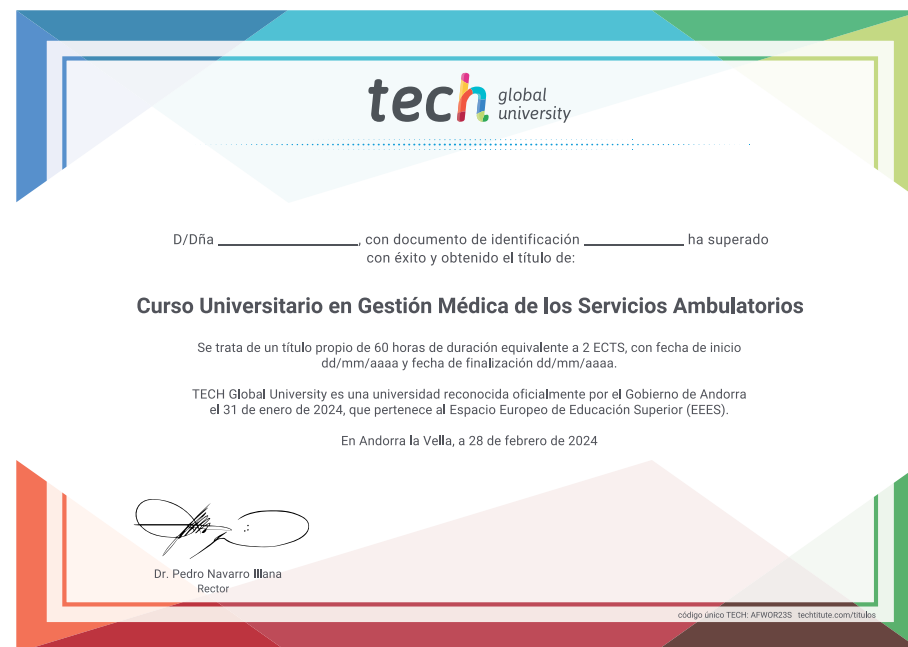 tech global university
D/Dña ______________, con documento de identificación __________ ha superado
con éxito y obtenido el título de:
Curso Universitario en Gestión Médica de los Servicios Ambulatorios
Se trata de un título propio de 60 horas de duración equivalente a 2 ECTS, con fecha de inicio
dd/mm/aaaa y fecha de finalización dd/mm/aaaa.
TECH Global University es una universidad reconocida oficialmente por el Gobierno de Andorra
el 31 de enero de 2024, que pertenece al Espacio Europeo de Educación Superior (EEES).
En Andorra la Vella, a 28 de febrero de 2024
Dr. Pedro Navarro Illana
Rector
código único TECH: AFWOR23S techtitute.com/titulos